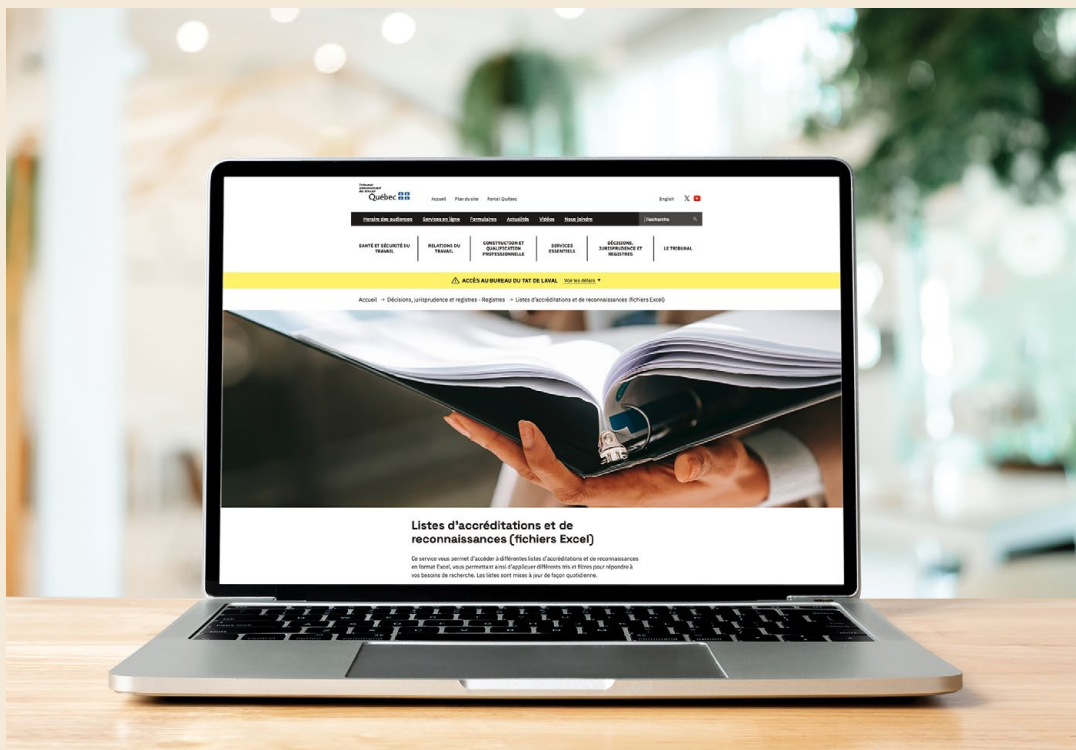 Tribunal
administratif
du travail
Québec
Accueil Plan du site Portail Québec English X
Horaire des audiences Services en ligne Formulaires Actualités Vidéos Nous joindre Recherche
SANTÉ ET SÉCURITÉ DU
TRAVAIL
RELATIONS DU
TRAVAIL
CONSTRUCTION ET
QUALIFICATION
PROFESSIONNELLE
SERVICES
ESSENTIELS
DÉCISIONS,
JURISPRUDENCE ET
REGISTRES
LE TRIBUNAL
ACCÈS AU BUREAU DU TAT DE LAVAL Voir les détails
Accueil → Décisions, jurisprudence et registres - Registres → Listes d'accréditations et de reconnaissances (fichiers Excel)
Listes d'accréditations et de
reconnaissances (fichiers Excel)
Ce service vous permet d'accéder à différentes listes d'accréditations et de reconnaissances
en format Excel, vous permettant ainsi d'appliquer différents tris et filtres pour répondre à
vos besoins de recherche. Les listes sont mises à jour de façon quotidienne.